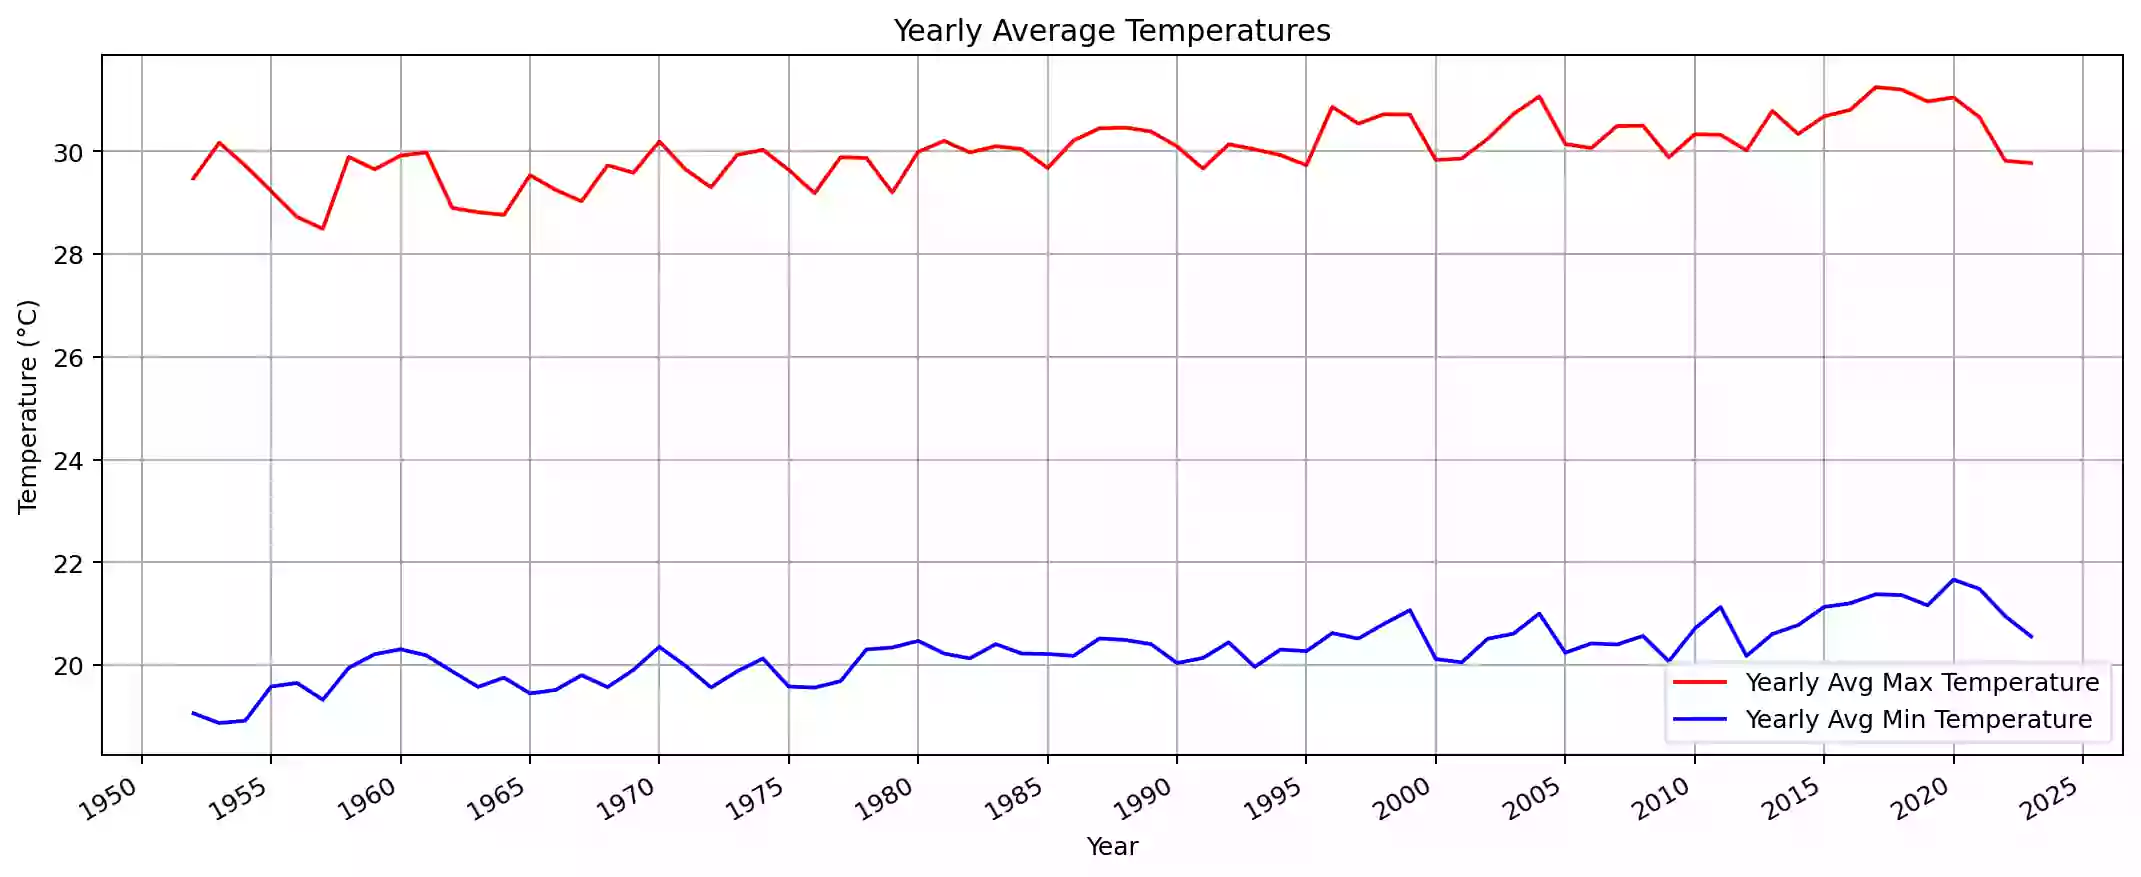 Yearly Average Temperatures
Temperature (°C)
30
28
26
24
22
20
Yearly Avg Max Temperature
Yearly Avg Min Temperature
1950 1955 1960 1965 1970 1975 1980 1985 1990 1995 2000 2005 2010 2015 2020 2025
Year